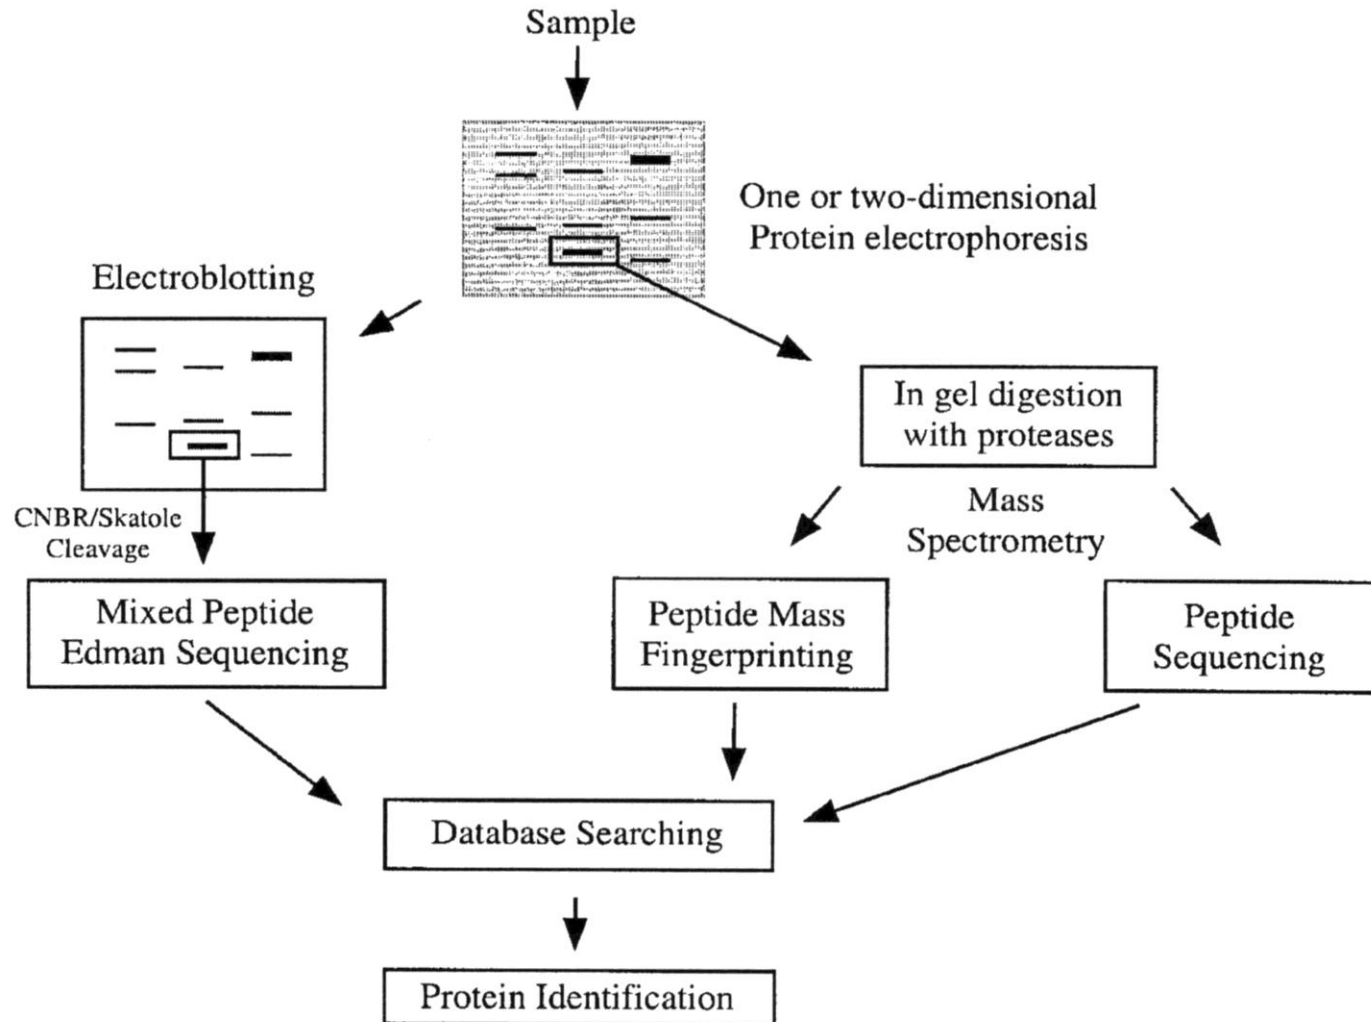 Sample
One or two-dimensional
Protein electrophoresis
Electroblotting
In gel digestion
with proteases
CNBR/Skatole
Cleavage
Mass
Spectrometry
Mixed Peptide
Edman Sequencing
Peptide Mass
Fingerprinting
Peptide
Sequencing
Database Searching
Protein Identification